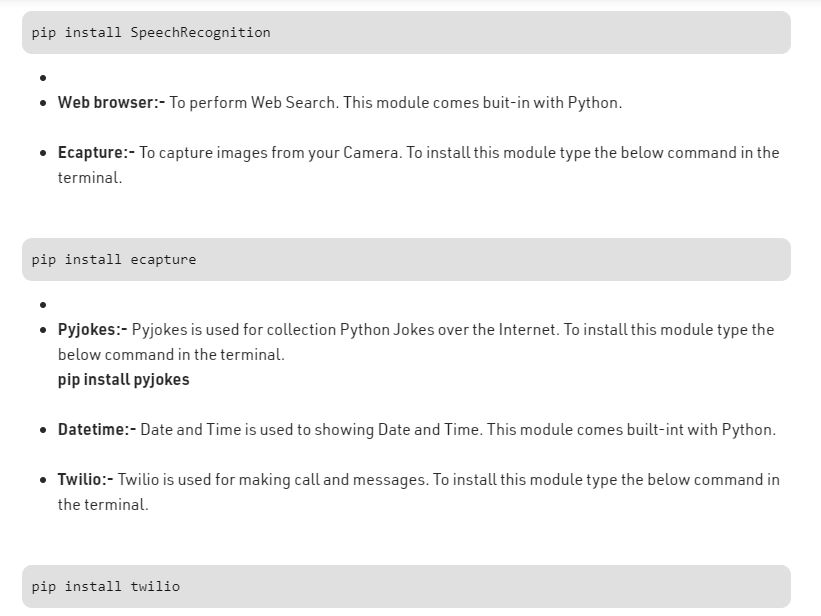 pip install SpeechRecognition
Web browser:- To perform Web Search. This module comes buit-in with Python.
Ecapture:- To capture images from your Camera. To install this module type the below command in the
terminal.
pip install ecapture
Pyjokes:- Pyjokes is used for collection Python Jokes over the Internet. To install this module type the
below command in the terminal.
pip install pyjokes
Datetime:- Date and Time is used to showing Date and Time. This module comes built-int with Python.
Twilio:- Twilio is used for making call and messages. To install this module type the below command in
the terminal.
pip install twilio